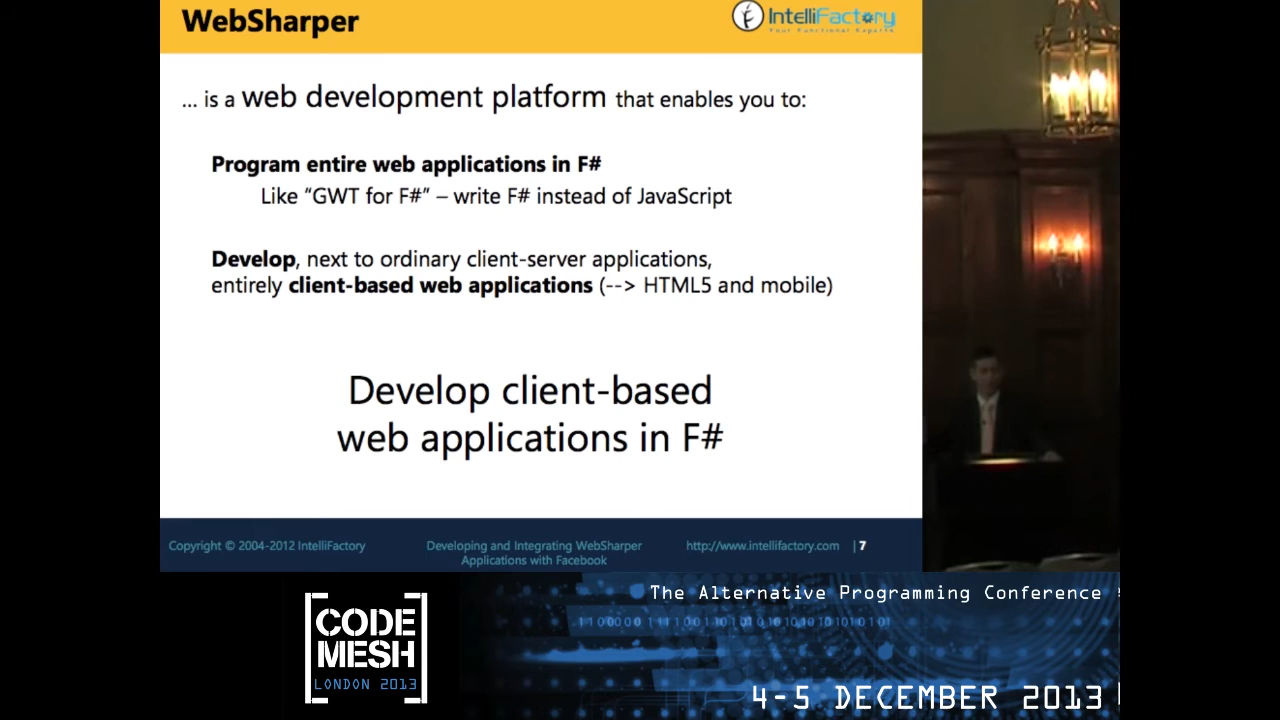 WebSharper
IntelliFactory
Your Functional Experts
... is a web development platform that enables you to:
Program entire web applications in F#
Like “GWT for F#” – write F# instead of JavaScript
Develop, next to ordinary client-server applications,
entirely client-based web applications (--> HTML5 and mobile)
Develop client-based
web applications in F#
Copyright © 2004-2012 IntelliFactory
Developing and Integrating WebSharper
Applications with Facebook
http://www.intellifactory.com | 7
The Alternative Programming Conference
CODE
MESH
LONDON 2013
4-5 DECEMBER 2013